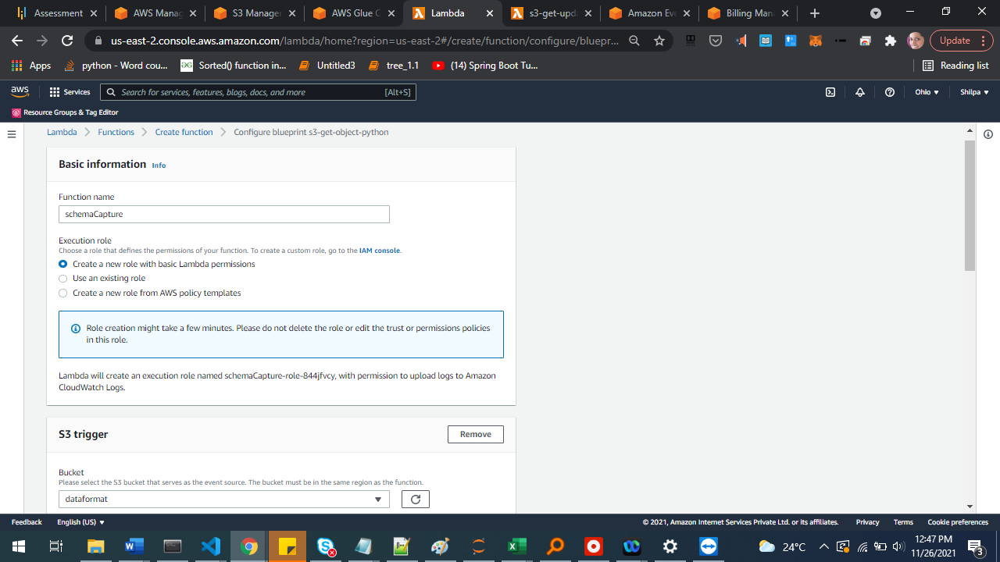 Assessment
AWS Manag
S3 Manager
AWS Glue C
Lambda
s3-get-upda
Amazon Eve
Billing Mana
us-east-2.console.aws.amazon.com/lambda/home?region=us-east-2#/create/function/configure/bluepr...
Update
Apps
python - Word cou...
Sorted() function in...
Untitled3
tree_1.1
(14) Spring Boot Tu...
Reading list
aws
Services
Search for services, features, blogs, docs, and more
[Alt+S]
Ohio
Shilpa
Resource Groups & Tag Editor
Lambda
Functions
Create function
Configure blueprint s3-get-object-python
Basic information Info
Function name
schemaCapture
Execution role
Choose a role that defines the permissions of your function. To create a custom role, go to the IAM console.
Create a new role with basic Lambda permissions
Use an existing role
Create a new role from AWS policy templates
Role creation might take a few minutes. Please do not delete the role or edit the trust or permissions policies
in this role.
Lambda will create an execution role named schemaCapture-role-844jfvcy, with permission to upload logs to Amazon
CloudWatch Logs.
S3 trigger
Remove
Bucket
Please select the S3 bucket that serves as the event source. The bucket must be in the same region as the function.
dataformat
Feedback
English (US)
© 2021, Amazon Internet Services Private Ltd. or its affiliates.
Privacy
Terms
Cookie preferences
24°C
12:47 PM
11/26/2021
3